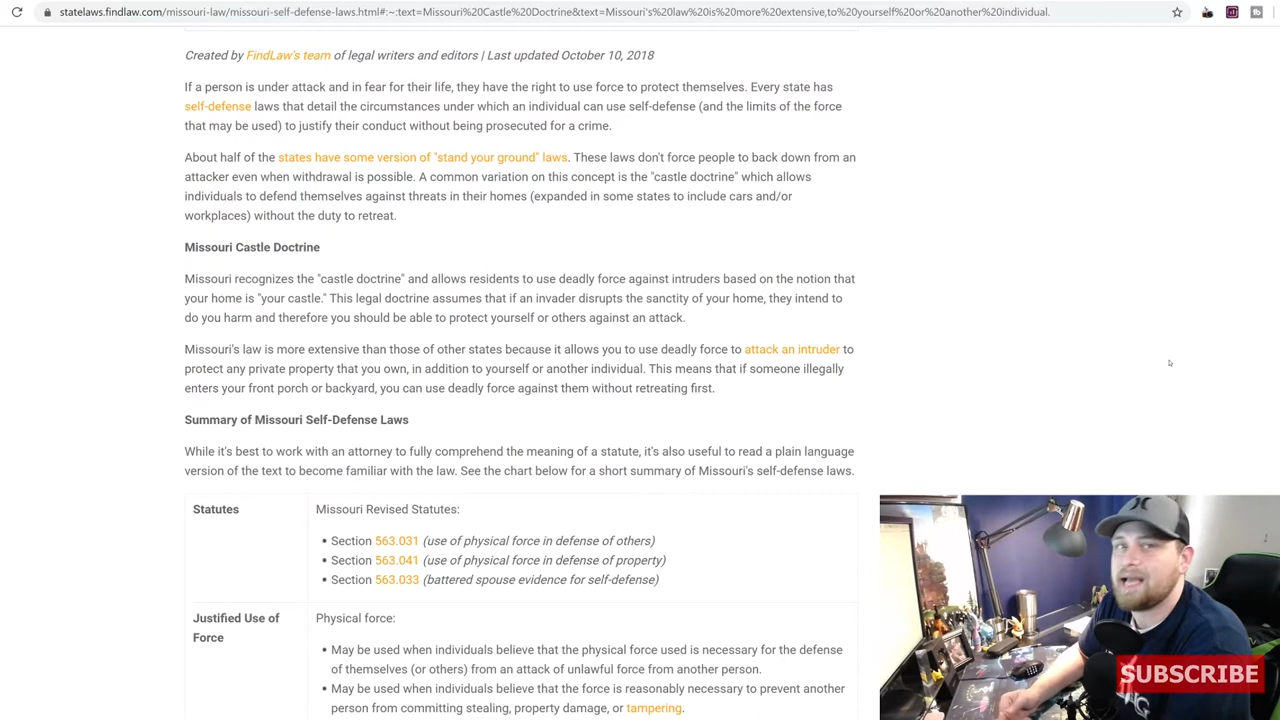 statelaws.findlaw.com/missouri-law/missouri-self-defense-laws.html#:~:text=Missouri%20Castle%20Doctrine&text=Missouri's%20law%20is%20more%20extensive,to%20yourself%20or%20another%20individual.
Created by FindLaw's team of legal writers and editors | Last updated October 10, 2018
If a person is under attack and in fear for their life, they have the right to use force to protect themselves. Every state has
self-defense laws that detail the circumstances under which an individual can use self-defense (and the limits of the force
that may be used) to justify their conduct without being prosecuted for a crime.
About half of the states have some version of "stand your ground" laws. These laws don't force people to back down from an
attacker even when withdrawal is possible. A common variation on this concept is the "castle doctrine" which allows
individuals to defend themselves against threats in their homes (expanded in some states to include cars and/or
workplaces) without the duty to retreat.
Missouri Castle Doctrine
Missouri recognizes the "castle doctrine" and allows residents to use deadly force against intruders based on the notion that
your home is "your castle." This legal doctrine assumes that if an invader disrupts the sanctity of your home, they intend to
do you harm and therefore you should be able to protect yourself or others against an attack.
Missouri's law is more extensive than those of other states because it allows you to use deadly force to attack an intruder to
protect any private property that you own, in addition to yourself or another individual. This means that if someone illegally
enters your front porch or backyard, you can use deadly force against them without retreating first.
Summary of Missouri Self-Defense Laws
While it's best to work with an attorney to fully comprehend the meaning of a statute, it's also useful to read a plain language
version of the text to become familiar with the law. See the chart below for a short summary of Missouri's self-defense laws.
Statutes
Missouri Revised Statutes:
• Section 563.031 (use of physical force in defense of others)
• Section 563.041 (use of physical force in defense of property)
• Section 563.033 (battered spouse evidence for self-defense)
Justified Use of
Force
Physical force:
• May be used when individuals believe that the physical force used is necessary for the defense
of themselves (or others) from an attack of unlawful force from another person.
• May be used when individuals believe that the force is reasonably necessary to prevent another
person from committing stealing, property damage, or tampering.
SUBSCRIBE